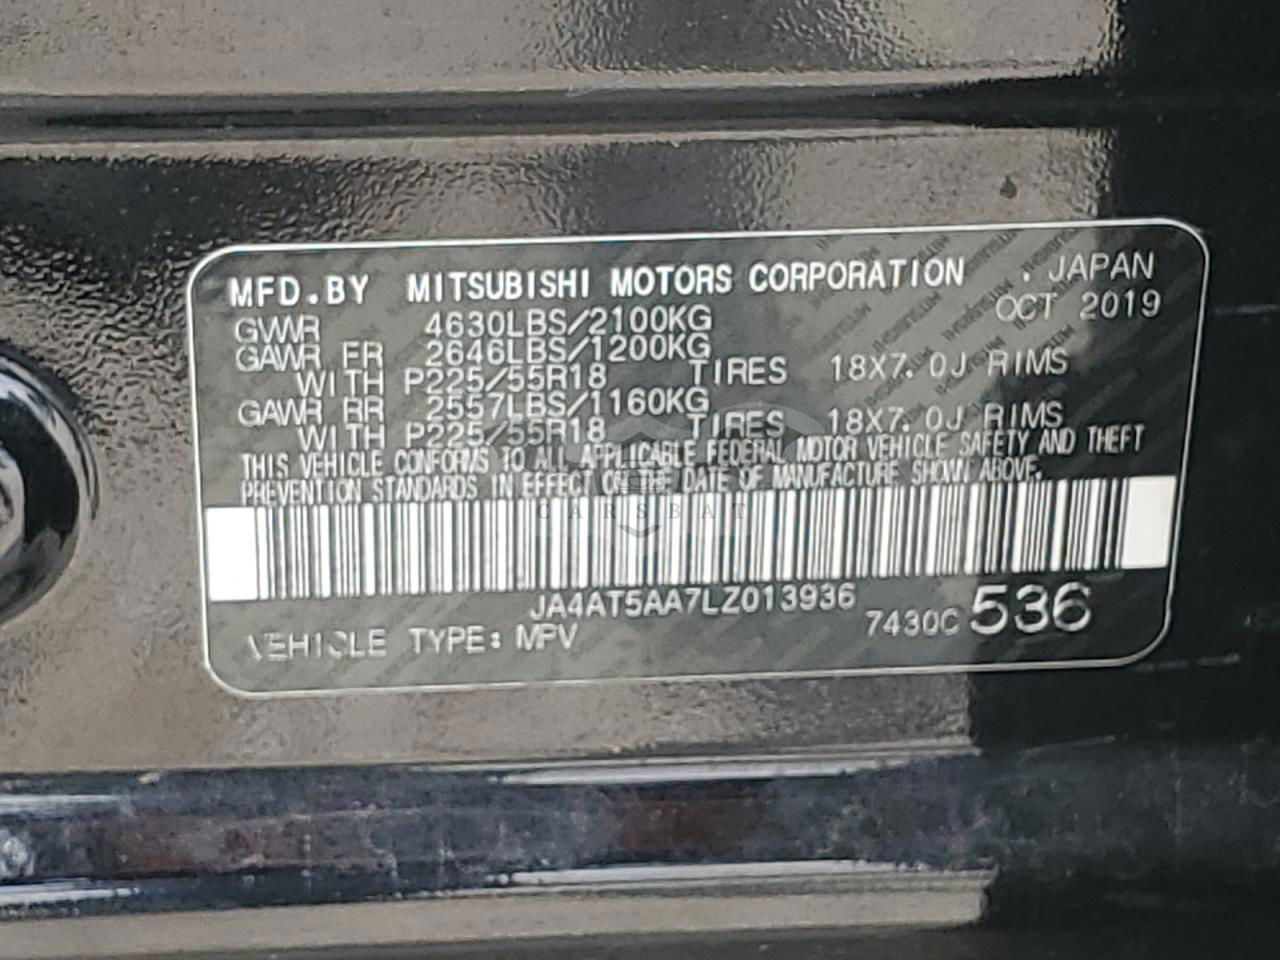 MFD.BY MITSUBISHI MOTORS CORPORATION . JAPAN
OCT 2019
GVWR 4630LBS/2100KG
GAWR FR 2646LBS/1200KG
WITH P225/55R18 TIRES 18X7.0J RIMS
GAWR RR 2557LBS/1160KG
WITH P225/55R18 TIRES 18X7.0J RIMS
THIS VEHICLE CONFORMS TO ALL APPLICABLE FEDERAL MOTOR VEHICLE SAFETY AND THEFT
PREVENTION STANDARDS IN EFFECT ON THE DATE OF MANUFACTURE SHOWN ABOVE.
CARSBAT
JA4AT5AA7LZ013936
7430C 536
VEHICLE TYPE: MPV